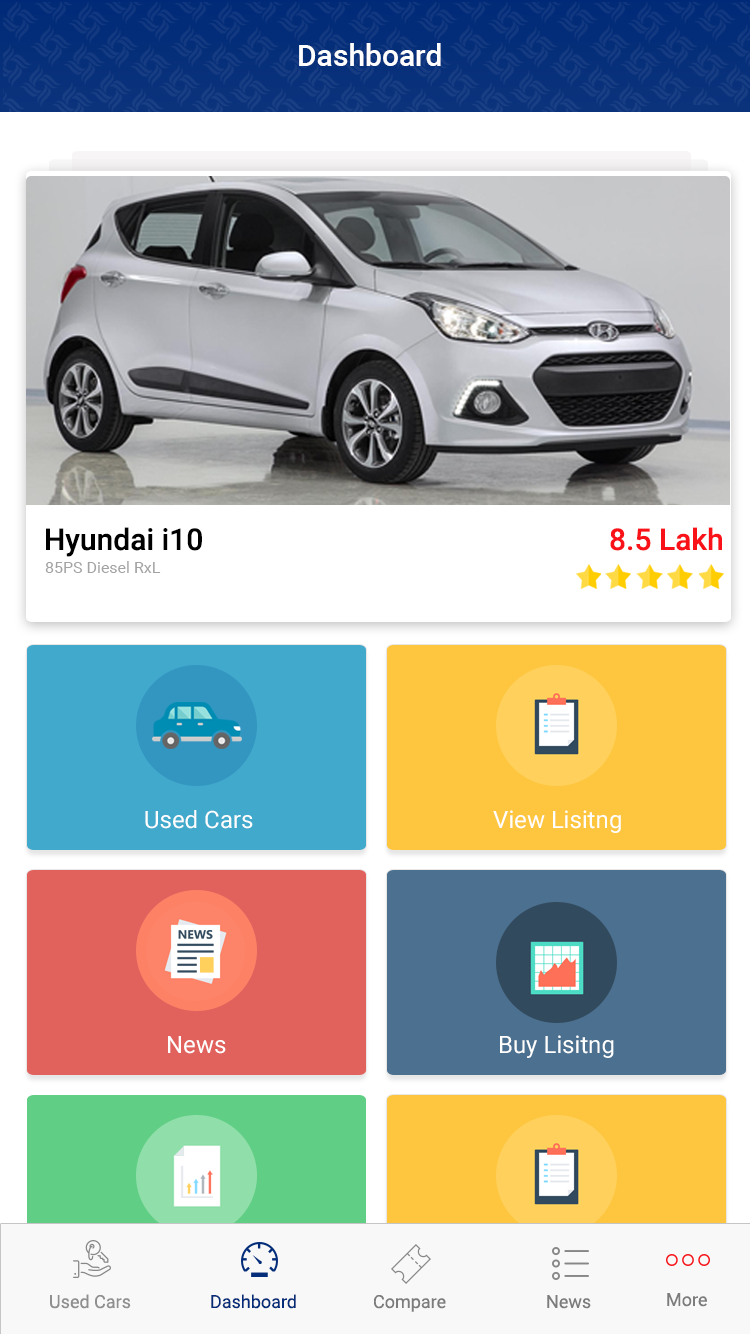 Dashboard
Hyundai i10
8.5 Lakh
85PS Diesel RxL
Used Cars
View Lisitng
NEWS
News
Buy Lisitng
Used Cars
Dashboard
Compare
News
More